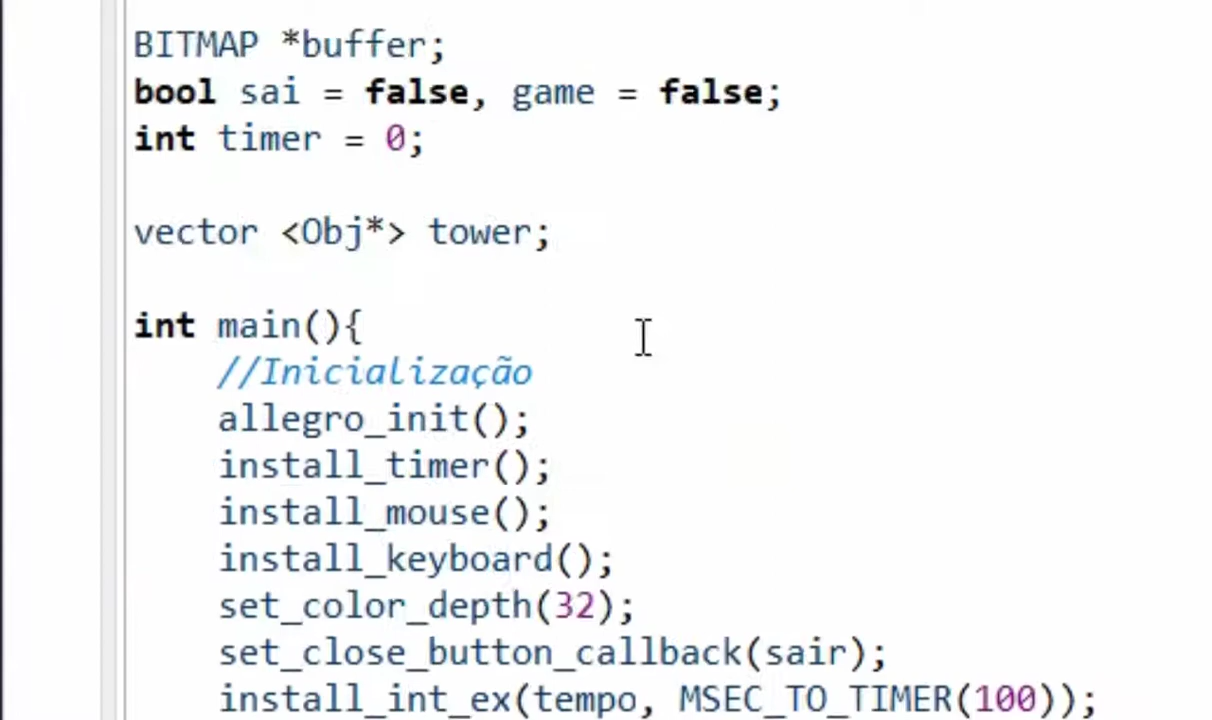 BITMAP *buffer;
bool sai = false, game = false;
int timer = 0;
vector <Obj*> tower;
int main(){
//Inicialização
allegro_init();
install_timer();
install_mouse();
install_keyboard();
set_color_depth(32);
set_close_button_callback(sair);
install_int_ex(tempo, MSEC_TO_TIMER(100));